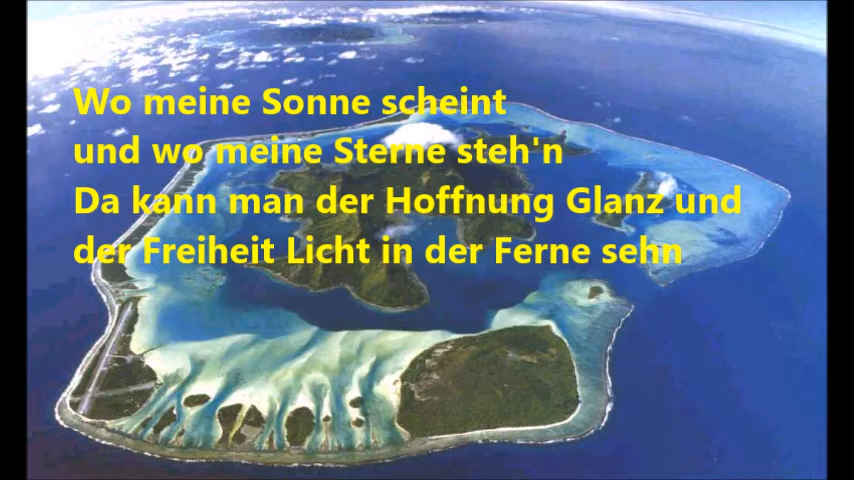 Wo meine Sonne scheint
und wo meine Sterne steh'n
Da kann man der Hoffnung Glanz und
der Freiheit Licht in der Ferne sehn